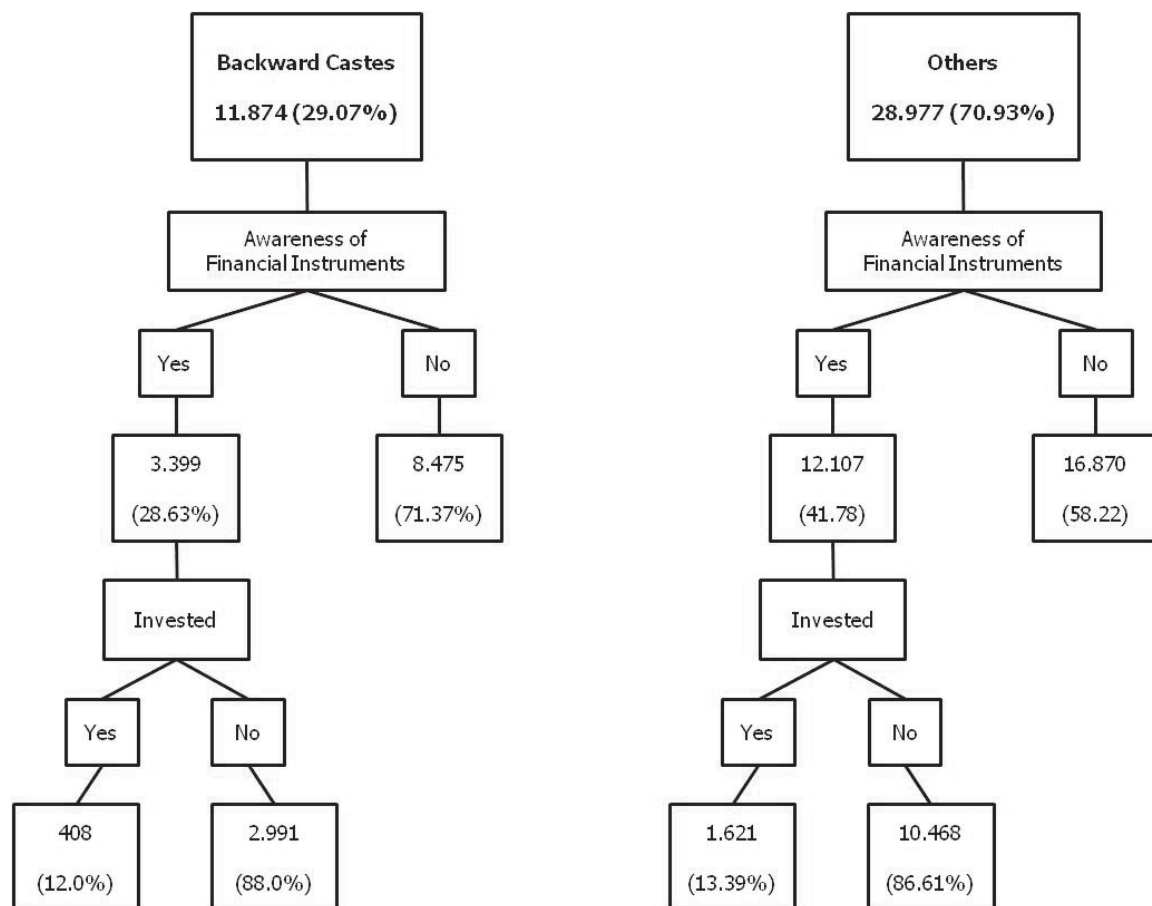 Backward Castes
11.874 (29.07%)
Awareness of
Financial Instruments
Yes
No
3.399
(28.63%)
8.475
(71.37%)
Invested
Yes
No
408
(12.0%)
2.991
(88.0%)
Others
28.977 (70.93%)
Awareness of
Financial Instruments
Yes
No
12.107
(41.78)
16.870
(58.22)
Invested
Yes
No
1.621
(13.39%)
10.468
(86.61%)